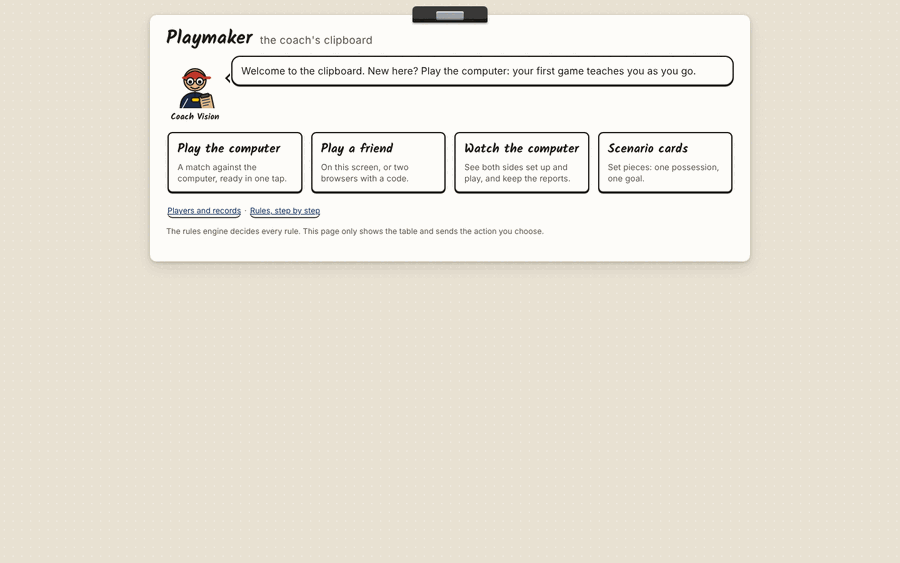 Playmaker the coach's clipboard
Welcome to the clipboard. New here? Play the computer: your first game teaches you as you go.
Coach Vision
Play the computer
A match against the
computer, ready in one tap.
Play a friend
On this screen, or two
browsers with a code.
Watch the computer
See both sides set up and
play, and keep the reports.
Scenario cards
Set pieces: one possession,
one goal.
Players and records · Rules, step by step
The rules engine decides every rule. This page only shows the table and sends the action you choose.